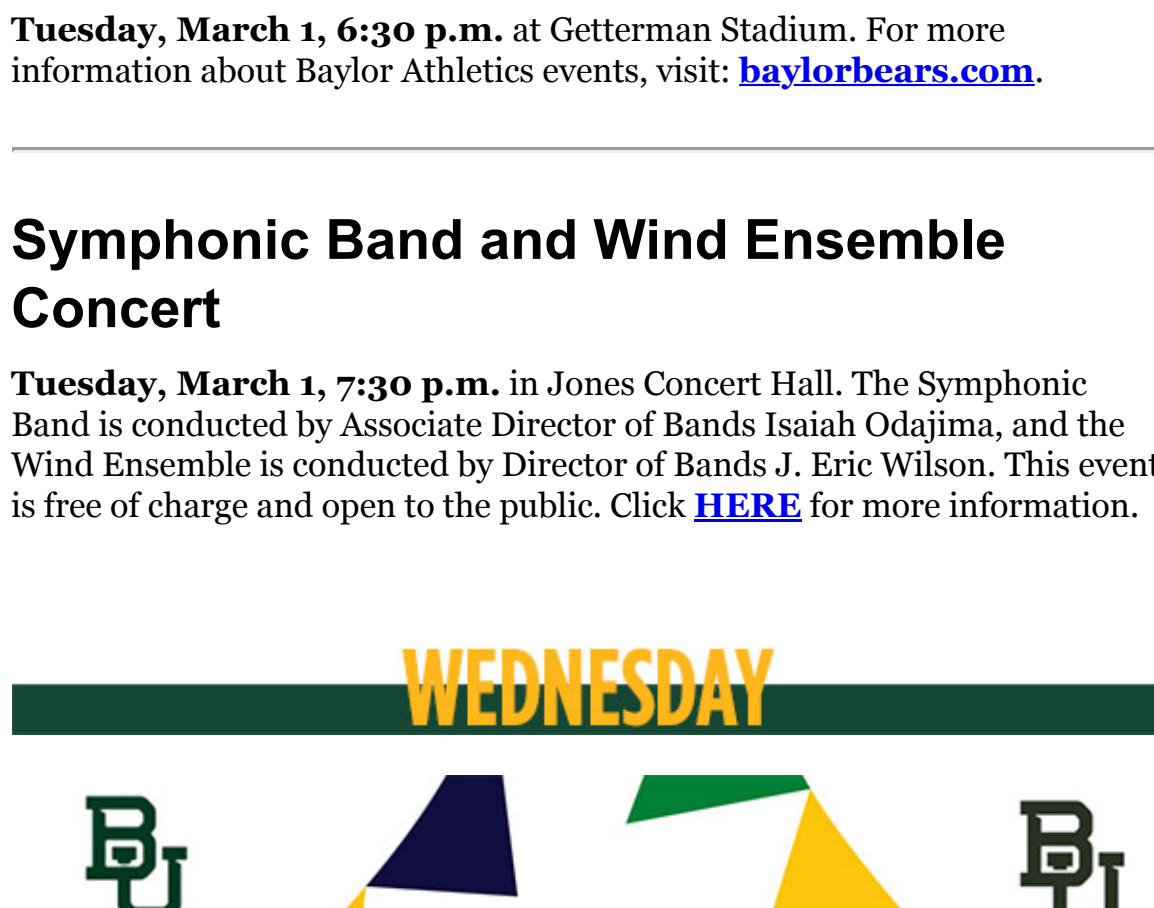 Tuesday, March 1, 6:30 p.m. at Getterman Stadium. For more
information about Baylor Athletics events, visit: baylorbears.com.
Symphonic Band and Wind Ensemble
Concert
Tuesday, March 1, 7:30 p.m. in Jones Concert Hall. The Symphonic
Band is conducted by Associate Director of Bands Isaiah Odajima, and the
Wind Ensemble is conducted by Director of Bands J. Eric Wilson. This event
is free of charge and open to the public. Click HERE for more information.
WEDNESDAY
BU BU